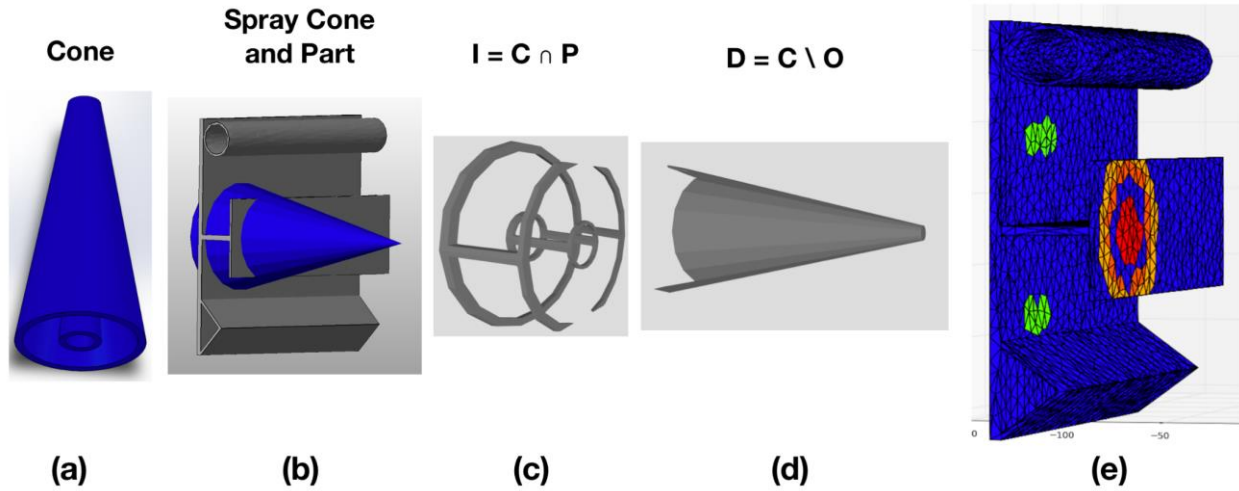 Cone
Spray Cone
and Part
I = C ∩ P
D = C \ O
0
−100
−50
(a)
(b)
(c)
(d)
(e)